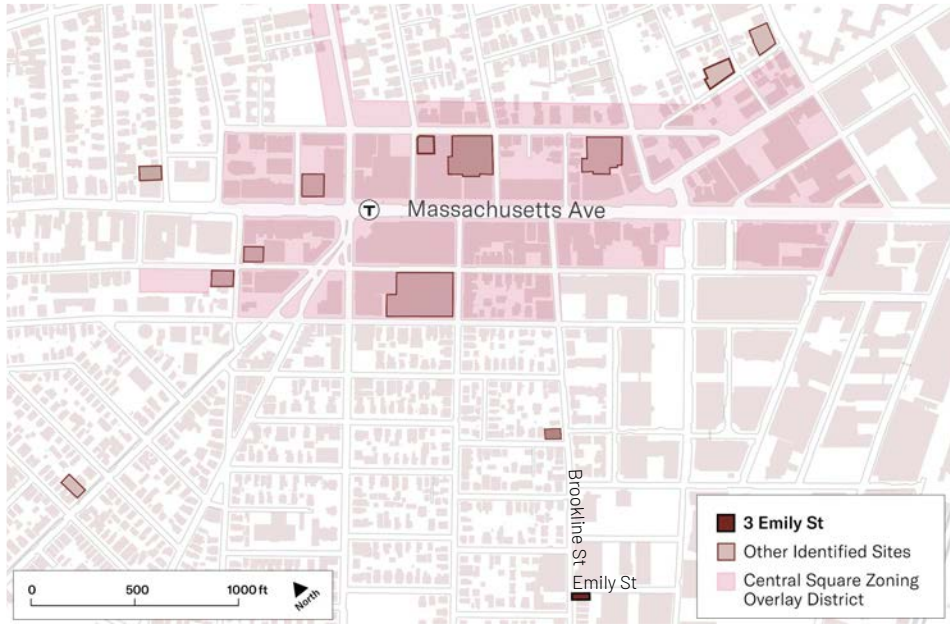 T Massachusetts Ave
Brookline St
Emily St
3 Emily St
Other Identified Sites
Central Square Zoning
Overlay District
0 500 1000 ft
North